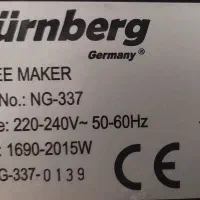 ürnberg
Germany®
EE MAKER
No.: NG-337
e: 220-240V~ 50-60Hz
: 1690-2015W CE
G-337-0139